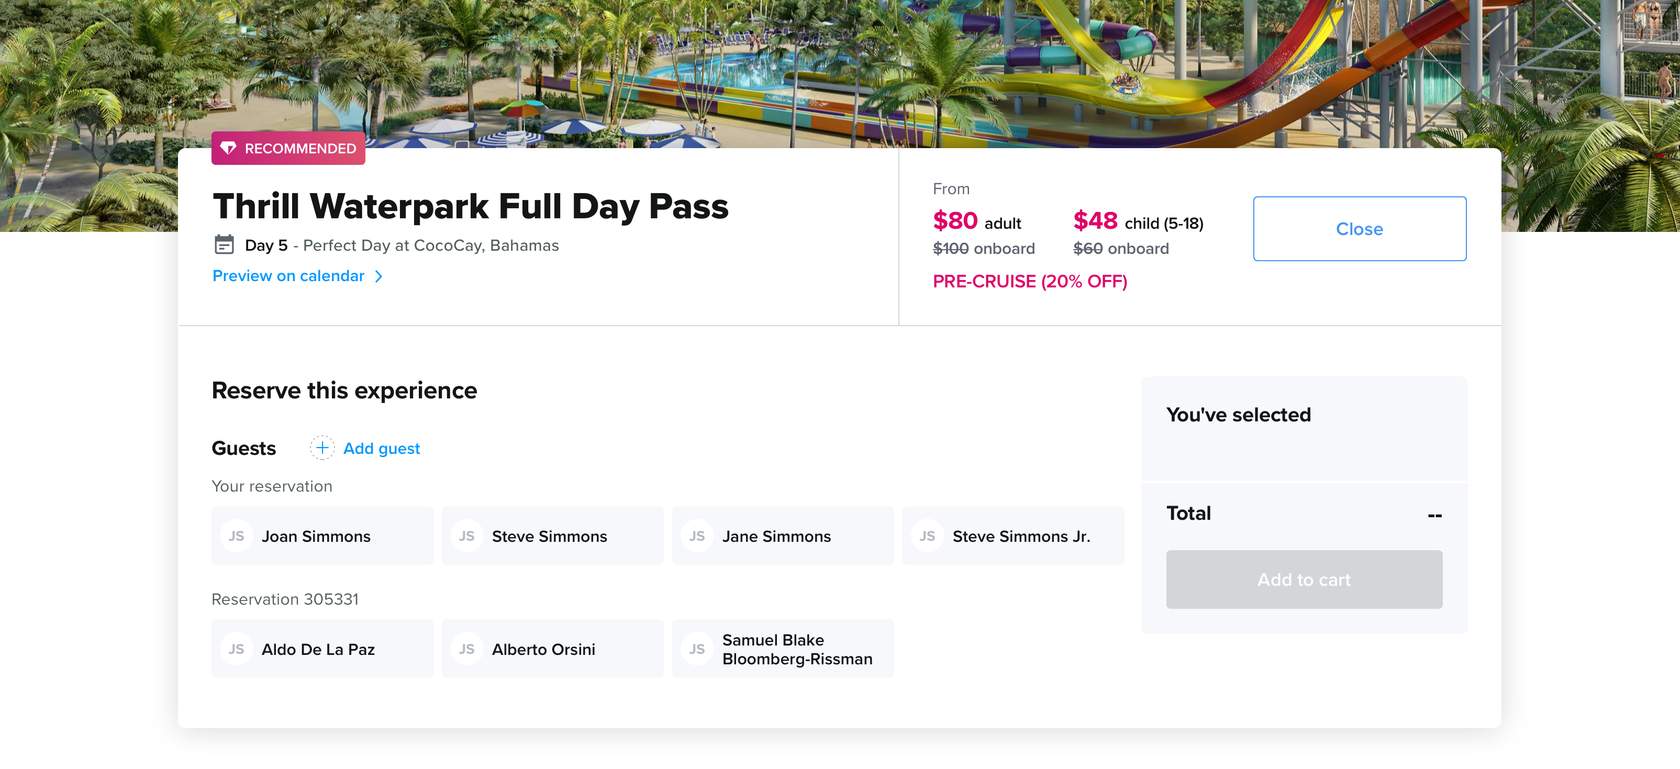 RECOMMENDED
Thrill Waterpark Full Day Pass
Day 5 - Perfect Day at CocoCay, Bahamas
Preview on calendar
From
$80 adult
$100 onboard
$48 child (5-18)
$60 onboard
PRE-CRUISE (20% OFF)
Close
Reserve this experience
Guests
Add guest
Your reservation
JS Joan Simmons
JS Steve Simmons
JS Jane Simmons
JS Steve Simmons Jr.
Reservation 305331
JS Aldo De La Paz
JS Alberto Orsini
JS Samuel Blake
Bloomberg-Rissman
You've selected
Total --
Add to cart